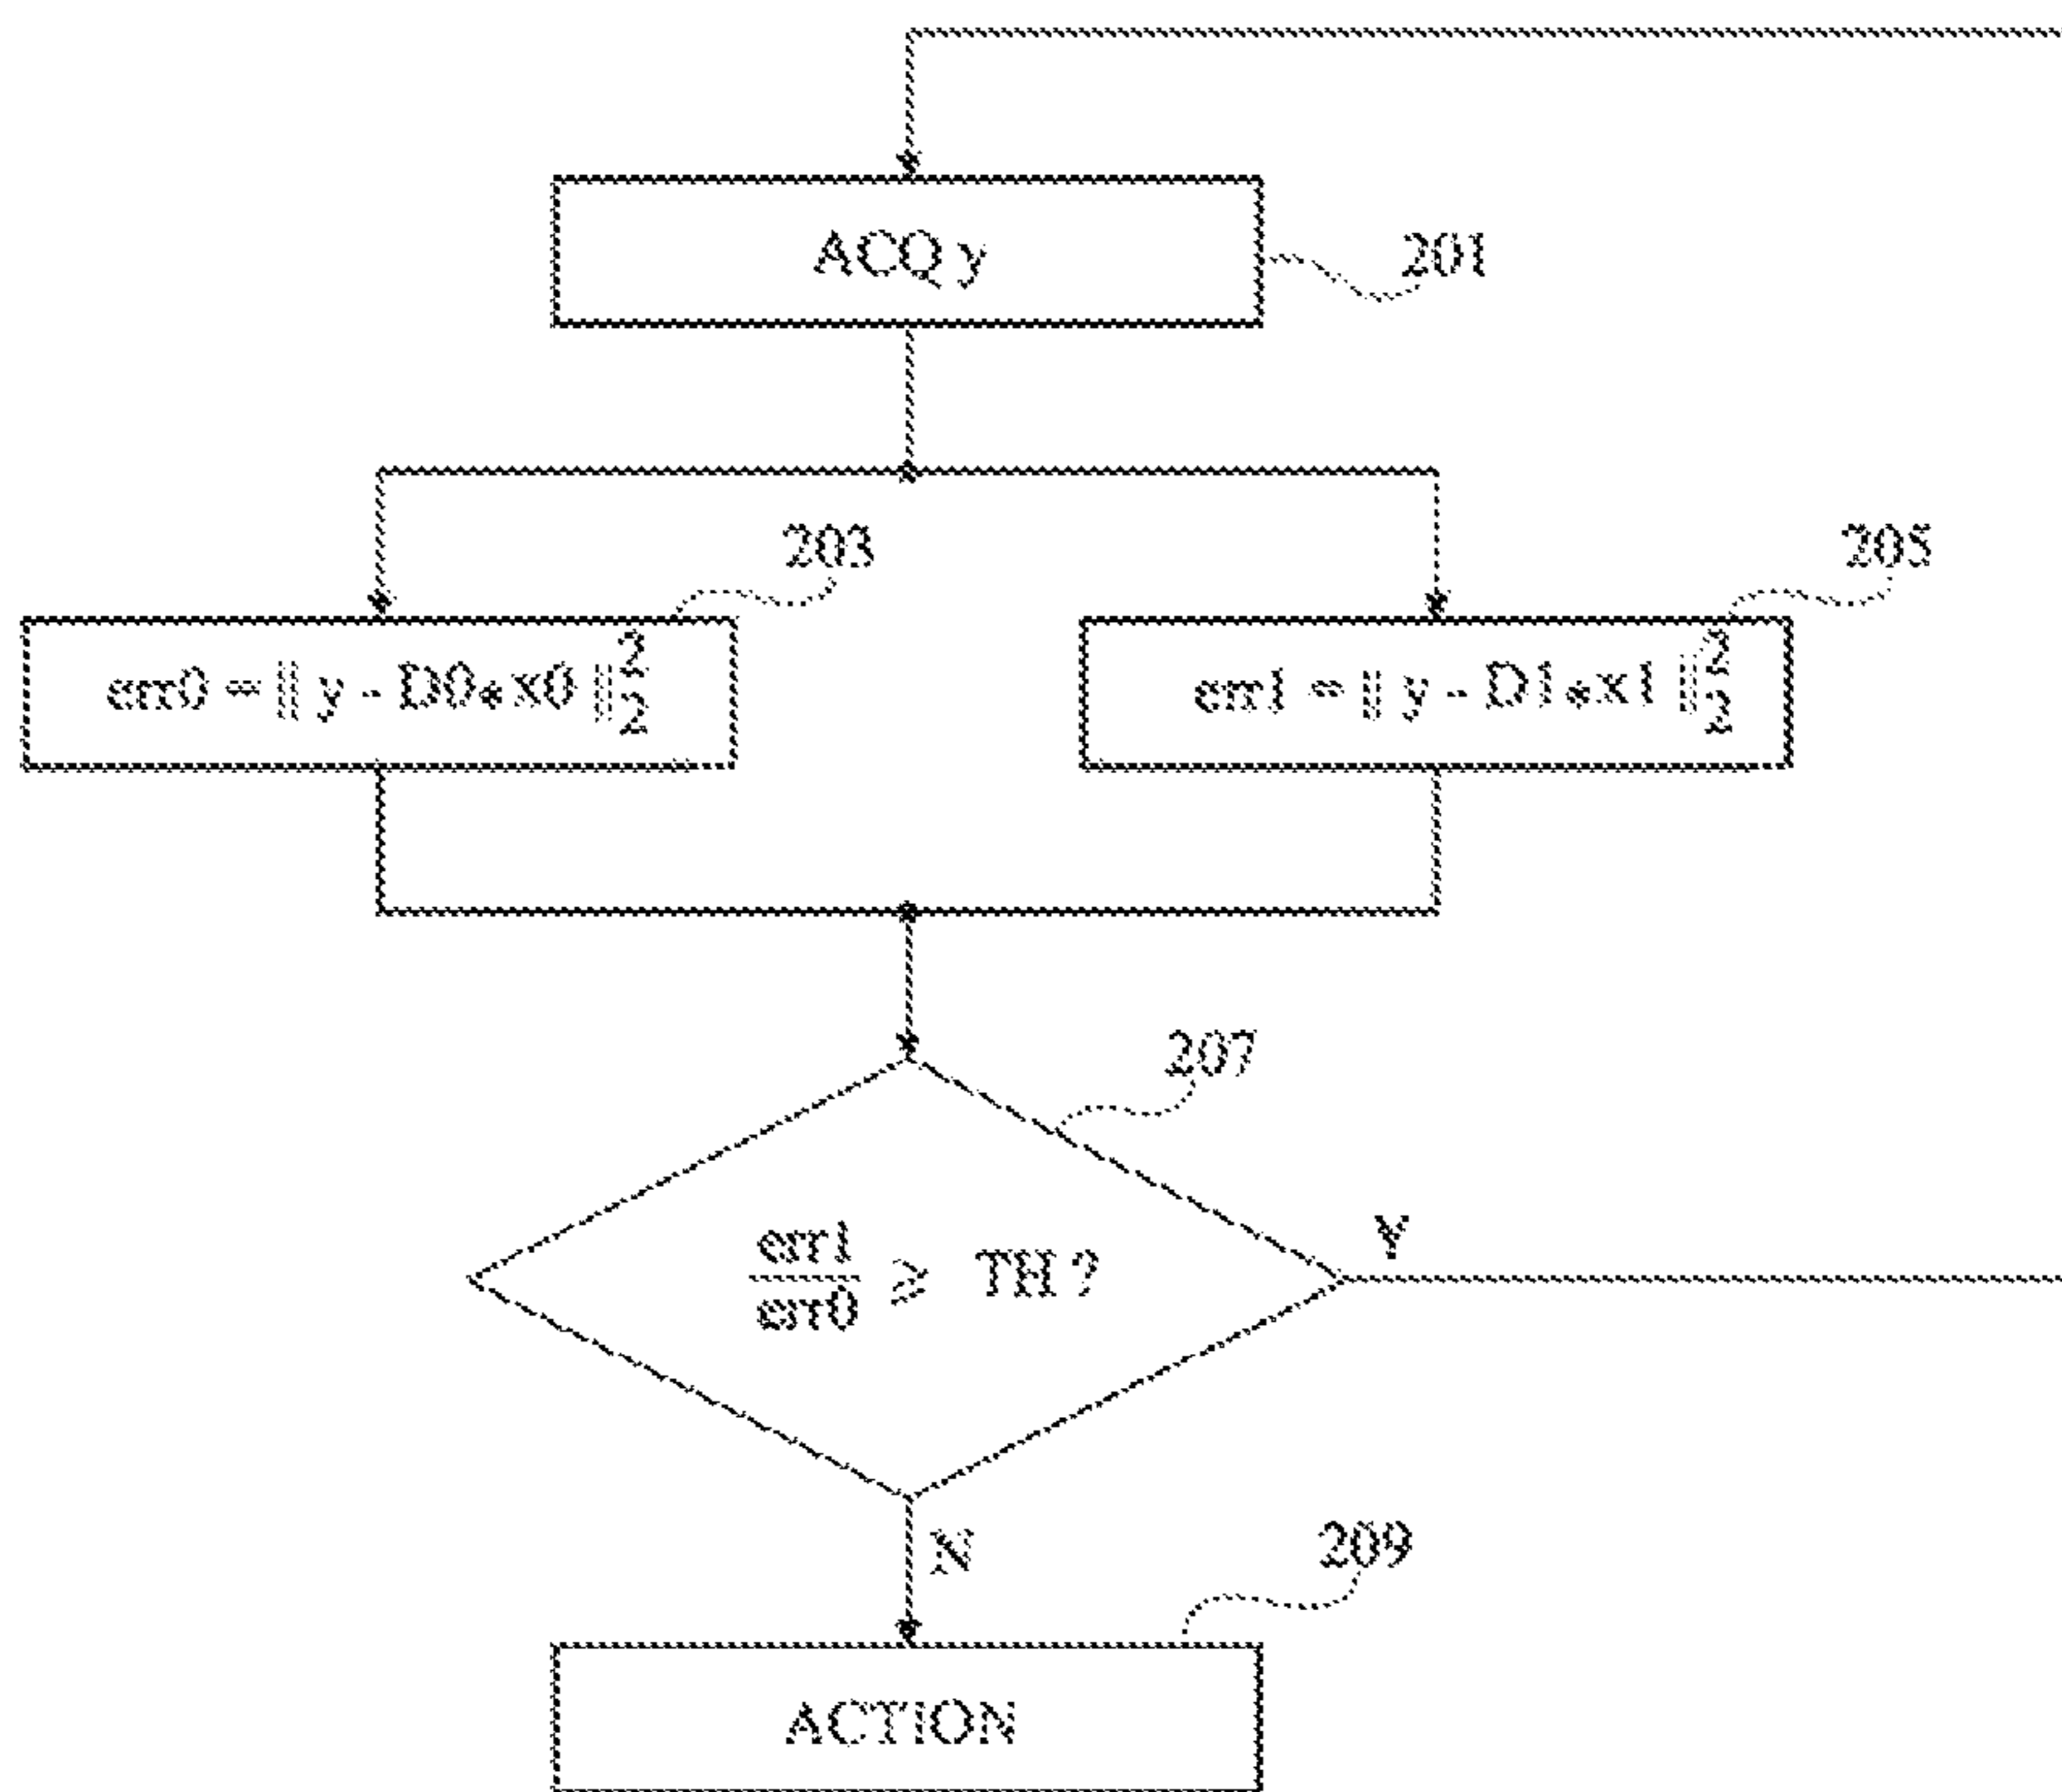 ACQ y
201
203
205
err0 = || y - D0•x0 ||²₂
err1 = || y - D1•x1 ||²₂
207
err1
err0
≥ TH ?
Y
N
209
ACTION